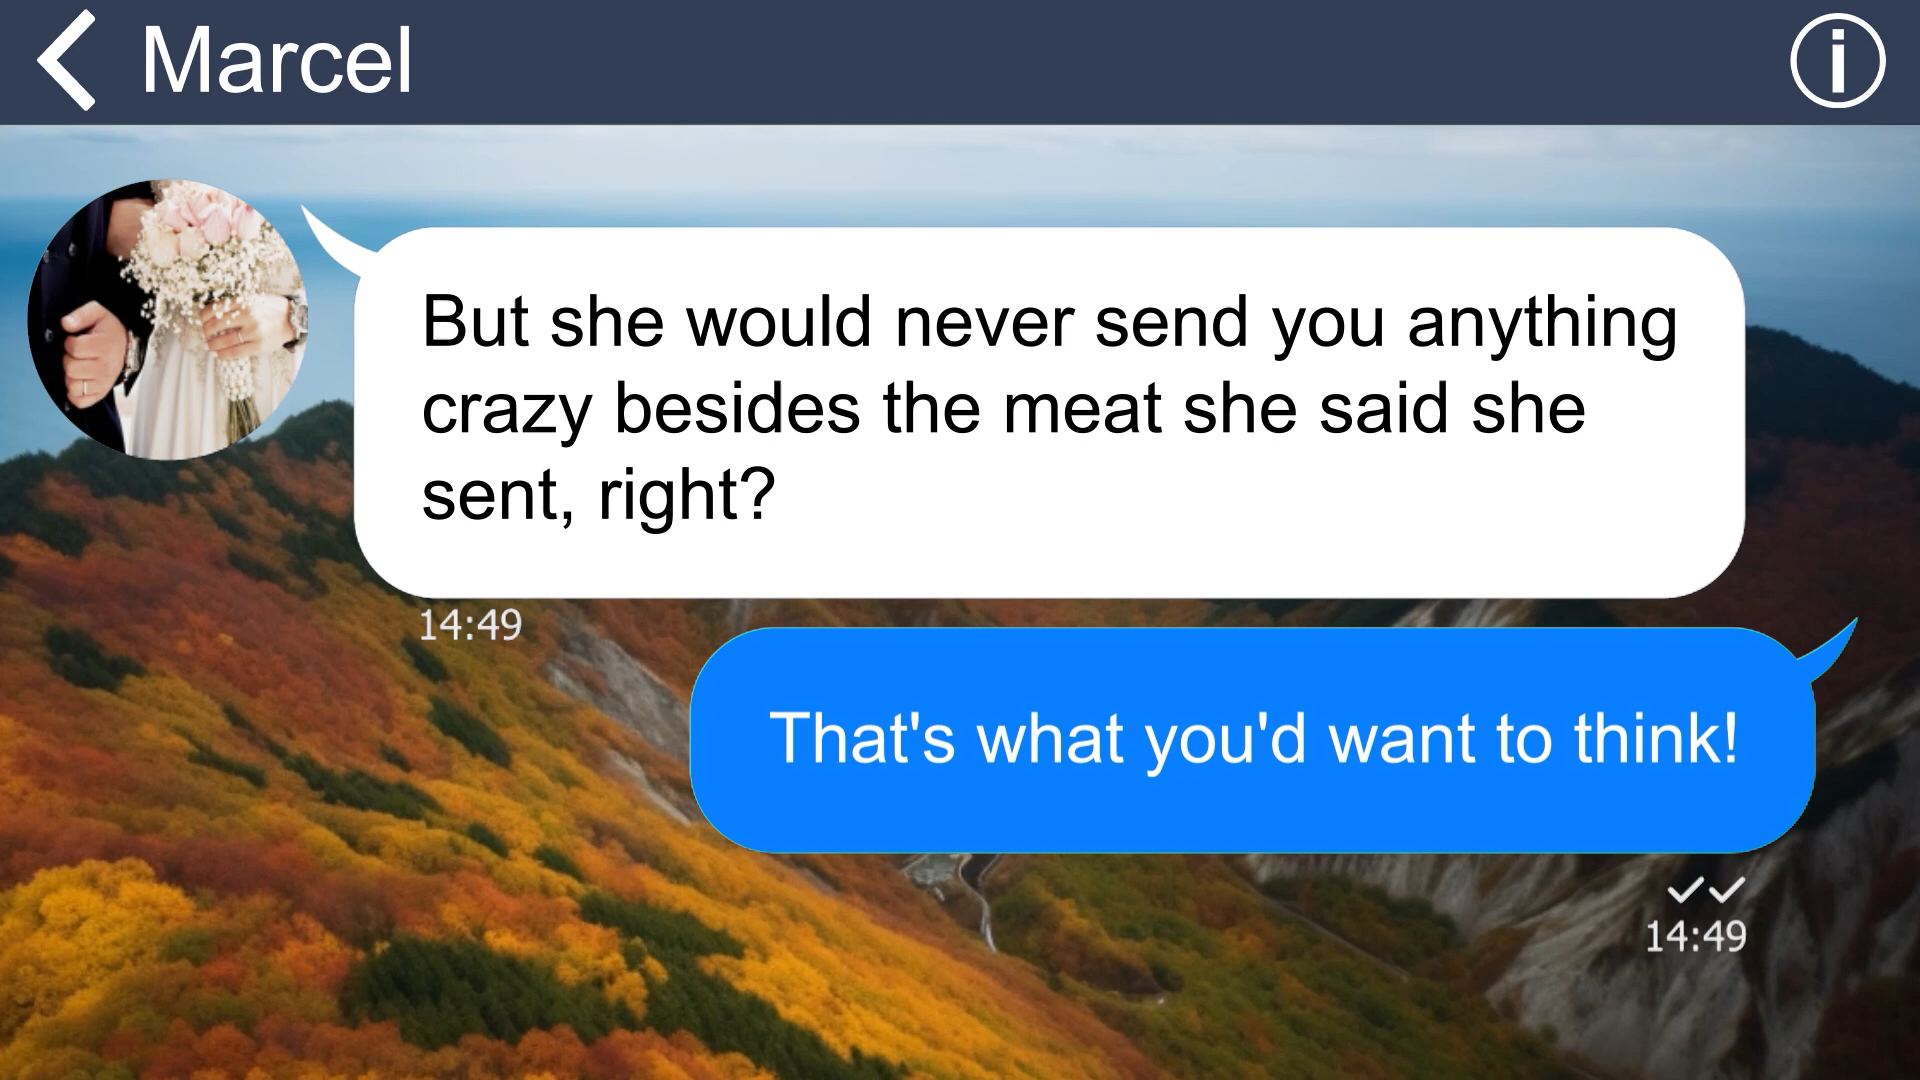 Marcel
But she would never send you anything
crazy besides the meat she said she
sent, right?
14:49
That's what you'd want to think!
14:49